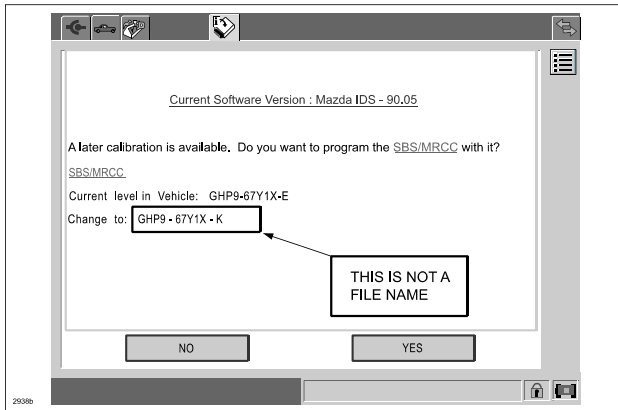 Current Software Version : Mazda IDS - 90.05
A later calibration is available. Do you want to program the SBS/MRCC with it?
SBS/MRCC
Current level in Vehicle: GHP9-67Y1X-E
Change to: GHP9 - 67Y1X - K
THIS IS NOT A
FILE NAME
NO YES
2938b